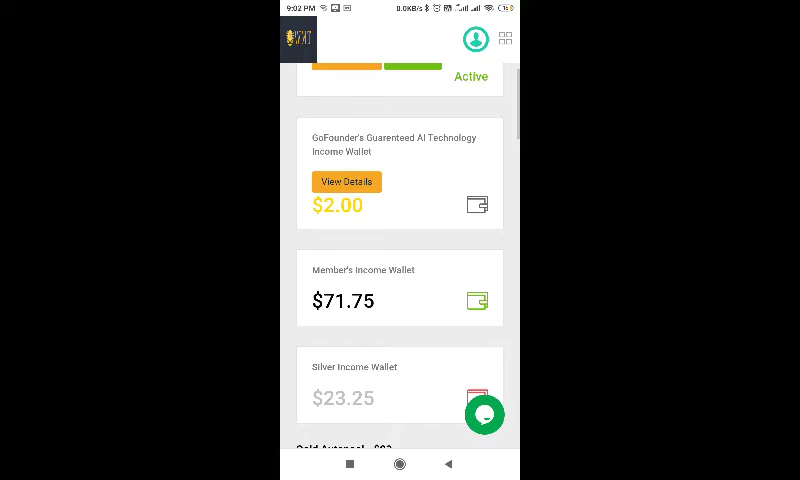 9:02 PM
0.0KB/s
WMT
Active
GoFounder's Guarenteed AI Technology
Income Wallet
View Details
$2.00
Member's Income Wallet
$71.75
Silver Income Wallet
$23.25